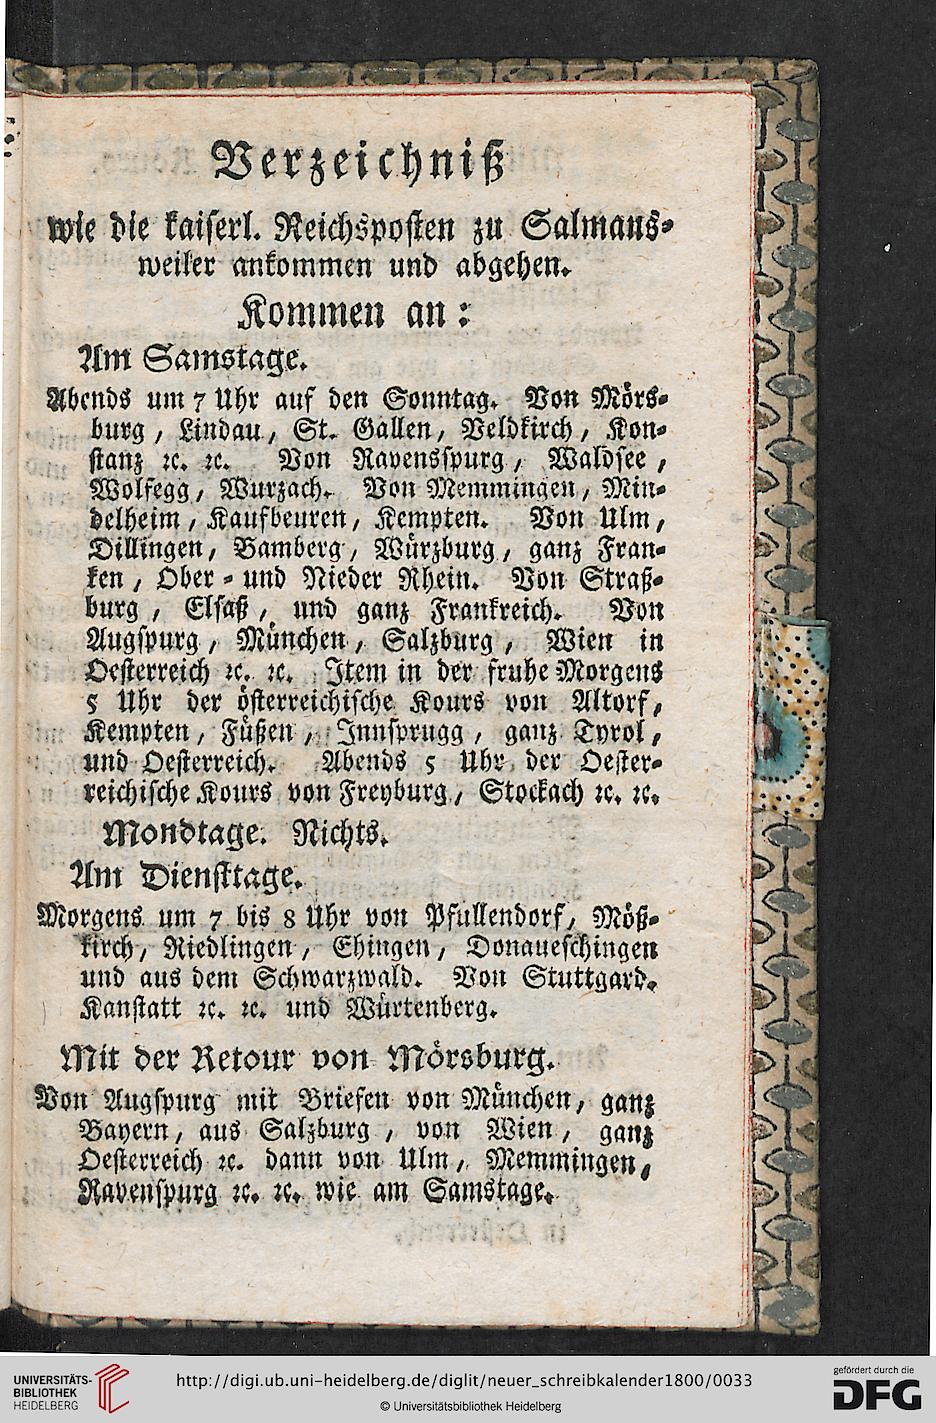 Verzeichniß
wie die kaiserl. Reichsposten zu Salmans-
weiler ankommen und abgehen.
Kommen an:
Am Samstage.
Abends um 7 Uhr auf den Sonntag. Von Mörs-
burg, Lindau, St. Gallen, Veldkirch, Kon-
stanz ꝛc. ꝛc. Von Ravensspurg, Waldsee,
Wolfegg, Wurzach. Von Memmingen, Min-
delheim, Kaufbeuren, Kempten. Von Ulm,
Dillingen, Bamberg, Würzburg, ganz Fran-
ken, Ober- und Nieder Rhein. Von Straß-
burg, Elsaß, und ganz Frankreich. Von
Augspurg, München, Salzburg, Wien in
Oesterreich ꝛc. ꝛc. Item in der fruhe Morgens
5 Uhr der österreichische Kours von Altorf,
Kempten, Füßen, Innsprugg, ganz Tyrol,
und Oesterreich. Abends 5 Uhr der Oester-
reichische Kours von Freyburg, Stockach ꝛc. ꝛc.
Mondtage. Nichts.
Am Diensttage.
Morgens um 7 bis 8 Uhr von Pfullendorf, Möß-
kirch, Riedlingen, Ehingen, Donaueschingen
und aus dem Schwarzwald. Von Stuttgard,
Kanstatt ꝛc. ꝛc. und Würtenberg.
Mit der Retour von Mörsburg.
Von Augspurg mit Briefen von München, ganz
Bayern, aus Salzburg, von Wien, ganz
Oesterreich ꝛc. dann von Ulm, Memmingen,
Ravenspurg ꝛc. ꝛc. wie am Samstage.
UNIVERSITÄTS-
BIBLIOTHEK
HEIDELBERG
http://digi.ub.uni-heidelberg.de/diglit/neuer_schreibkalender1800/0033
© Universitätsbibliothek Heidelberg
gefördert durch die
DFG